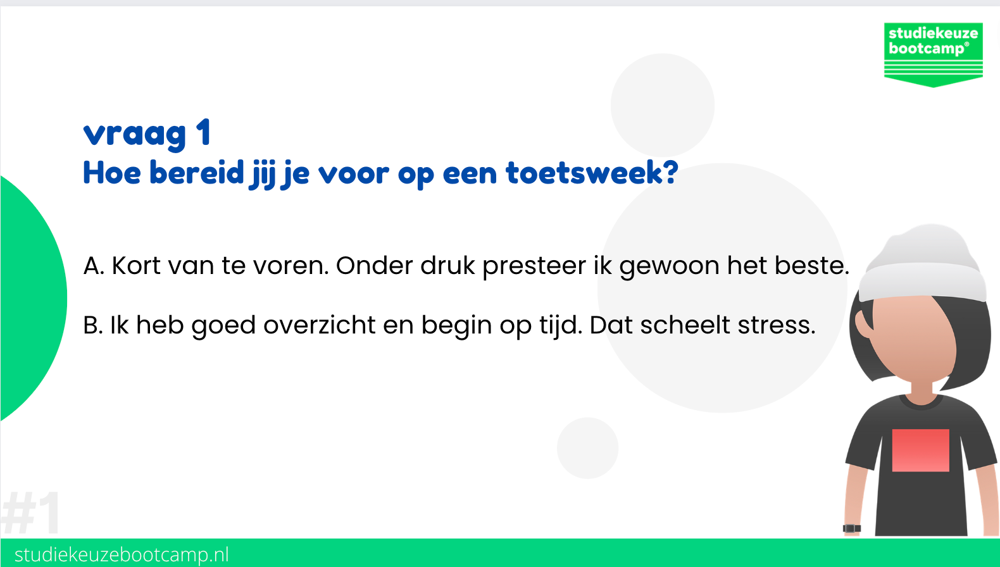 studiekeuze
bootcamp®
vraag 1
Hoe bereid jij je voor op een toetsweek?
A. Kort van te voren. Onder druk presteer ik gewoon het beste.
B. Ik heb goed overzicht en begin op tijd. Dat scheelt stress.
#1
studiekeuzebootcamp.nl